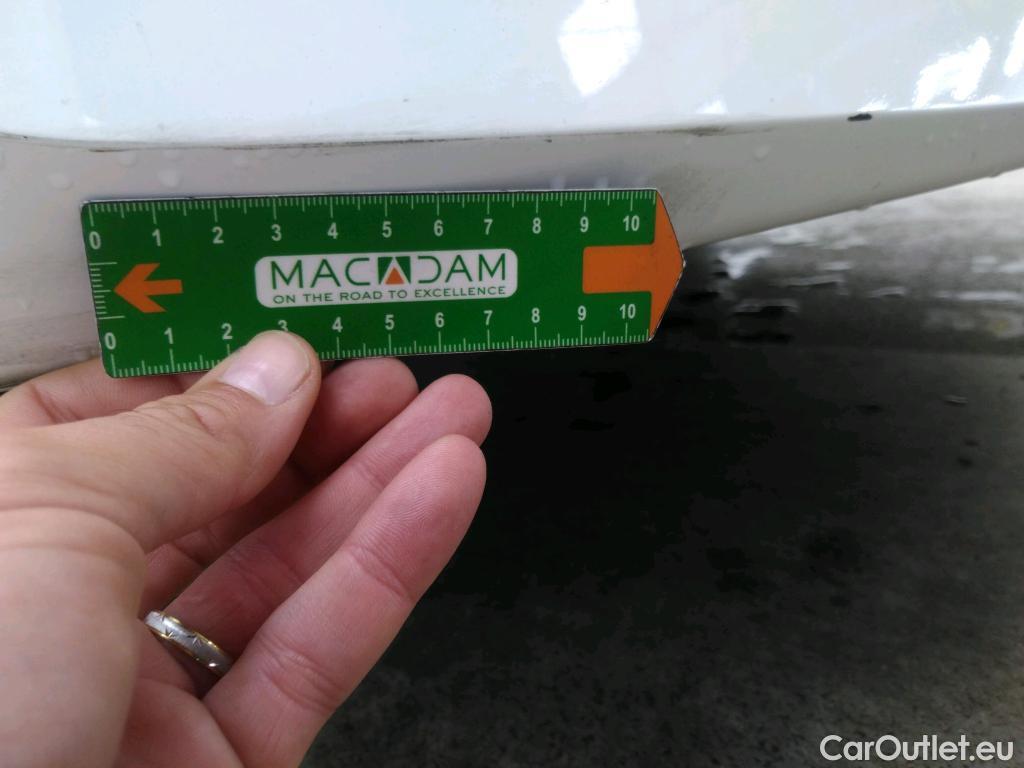 0 1 2 3 4 5 6 7 8 9 10
MACADAM
ON THE ROAD TO EXCELLENCE
0 1 2 3 4 5 6 7 8 9 10
CarOutlet.eu